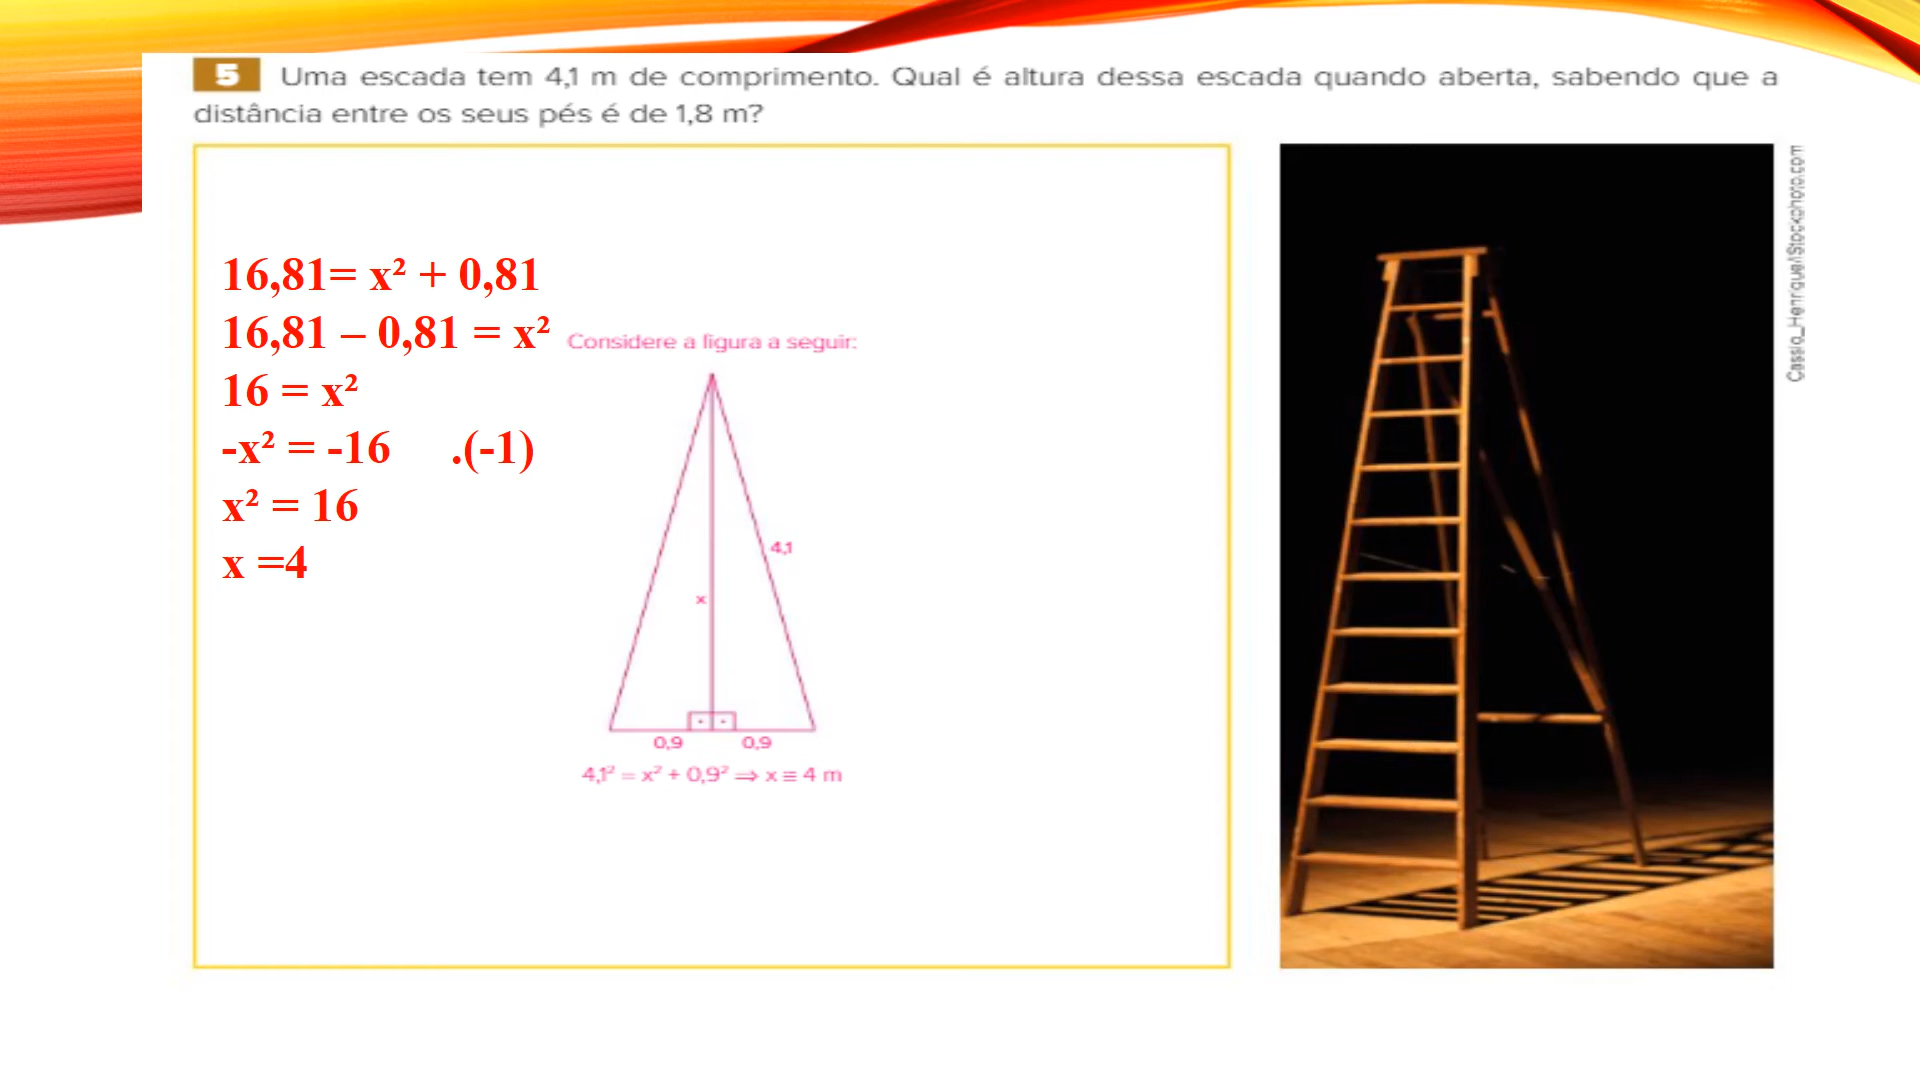 5 Uma escada tem 4,1 m de comprimento. Qual é altura dessa escada quando aberta, sabendo que a
distância entre os seus pés é de 1,8 m?
16,81= x² + 0,81
16,81 – 0,81 = x²
16 = x²
-x² = -16 .(-1)
x² = 16
x =4
Considere a figura a seguir:
4,1
x
0,9 0,9
4,1² = x² + 0,9² ⇒ x ≡ 4 m
Cassio_Henrique/iStockphoto.com